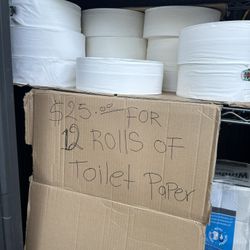 $25.00 FOR
12 ROLLS OF
Toilet Paper